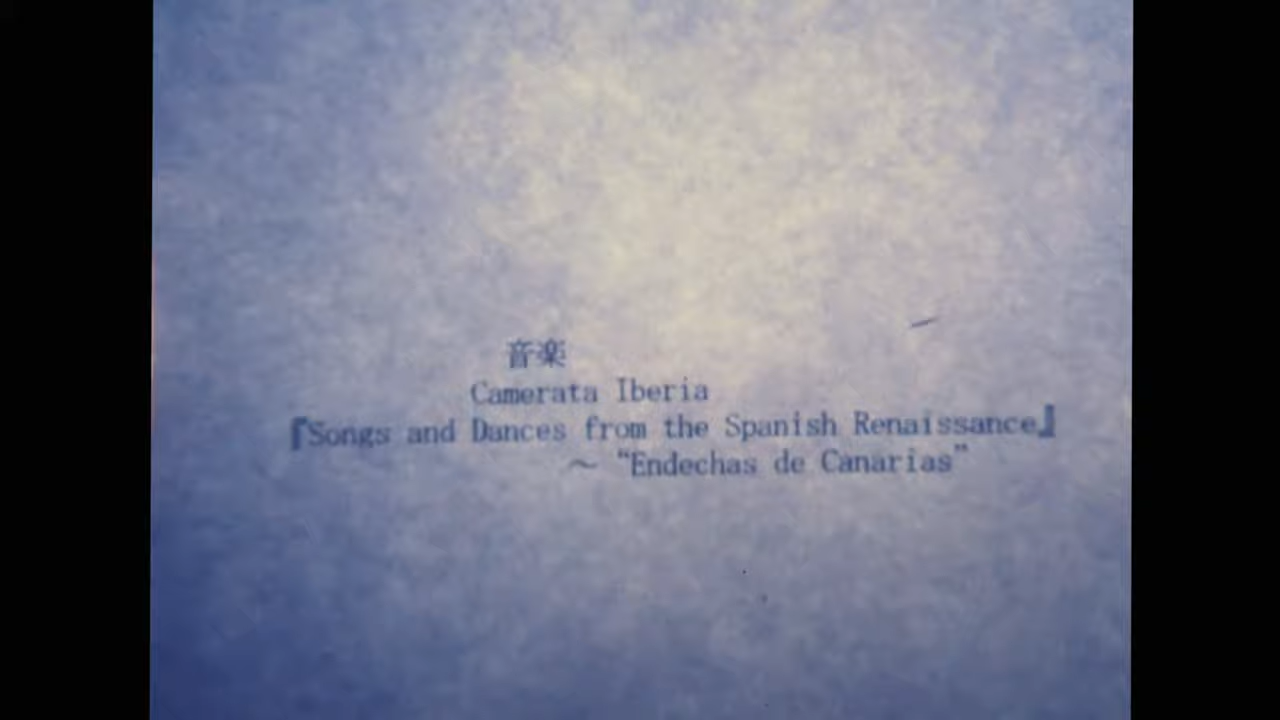 音楽
Camerata Iberia
『Songs and Dances from the Spanish Renaissance』
～ “Endechas de Canarias”